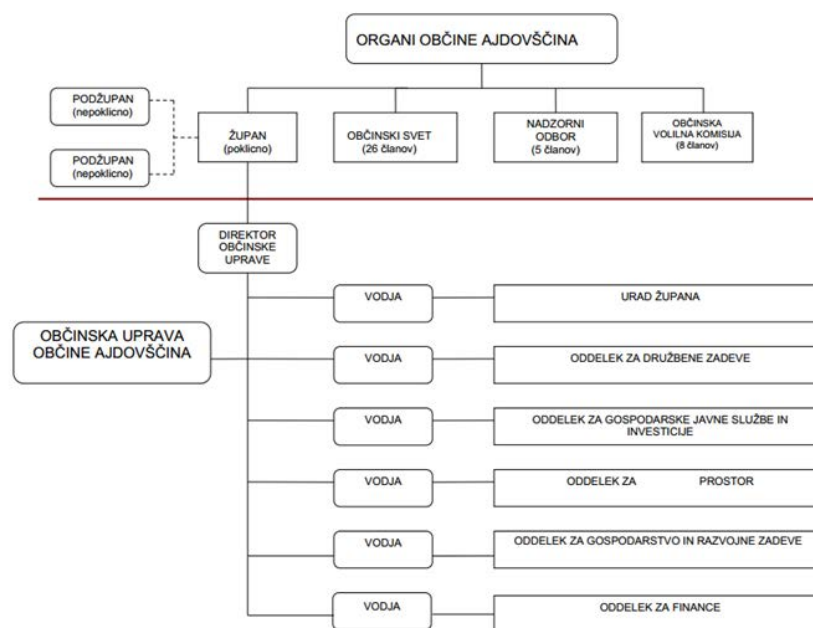 ORGANI OBČINE AJDOVŠČINA
PODŽUPAN
(nepoklicno)
PODŽUPAN
(nepoklicno)
ŽUPAN
(poklicno)
OBČINSKI SVET
(26 članov)
NADZORNI
ODBOR
(5 članov)
OBČINSKA
VOLILNA KOMISIJA
(8 članov)
DIREKTOR
OBČINSKE
UPRAVE
OBČINSKA UPRAVA
OBČINE AJDOVŠČINA
VODJA
URAD ŽUPANA
VODJA
ODDELEK ZA DRUŽBENE ZADEVE
VODJA
ODDELEK ZA GOSPODARSKE JAVNE SLUŽBE IN
INVESTICIJE
VODJA
ODDELEK ZA PROSTOR
VODJA
ODDELEK ZA GOSPODARSTVO IN RAZVOJNE ZADEVE
VODJA
ODDELEK ZA FINANCE